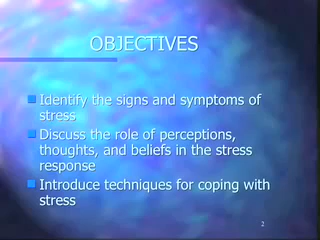 OBJECTIVES
Identify the signs and symptoms of
stress
Discuss the role of perceptions,
thoughts, and beliefs in the stress
response
Introduce techniques for coping with
stress
2